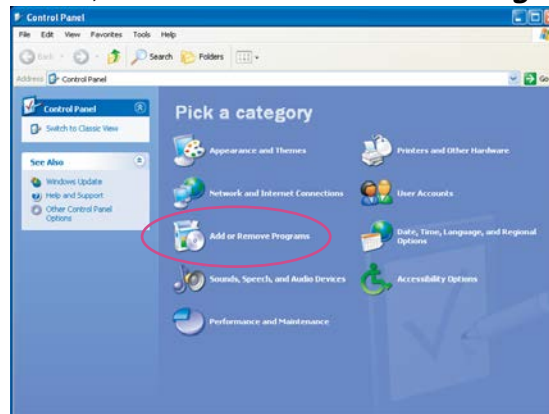 Control Panel
File Edit View Favorites Tools Help
Back Search Folders
Address Control Panel Go
Control Panel
Switch to Classic View
See Also
Windows Update
Help and Support
Other Control Panel
Options
Pick a category
Appearance and Themes
Printers and Other Hardware
Network and Internet Connections
User Accounts
Add or Remove Programs
Date, Time, Language, and Regional
Options
Sounds, Speech, and Audio Devices
Accessibility Options
Performance and Maintenance